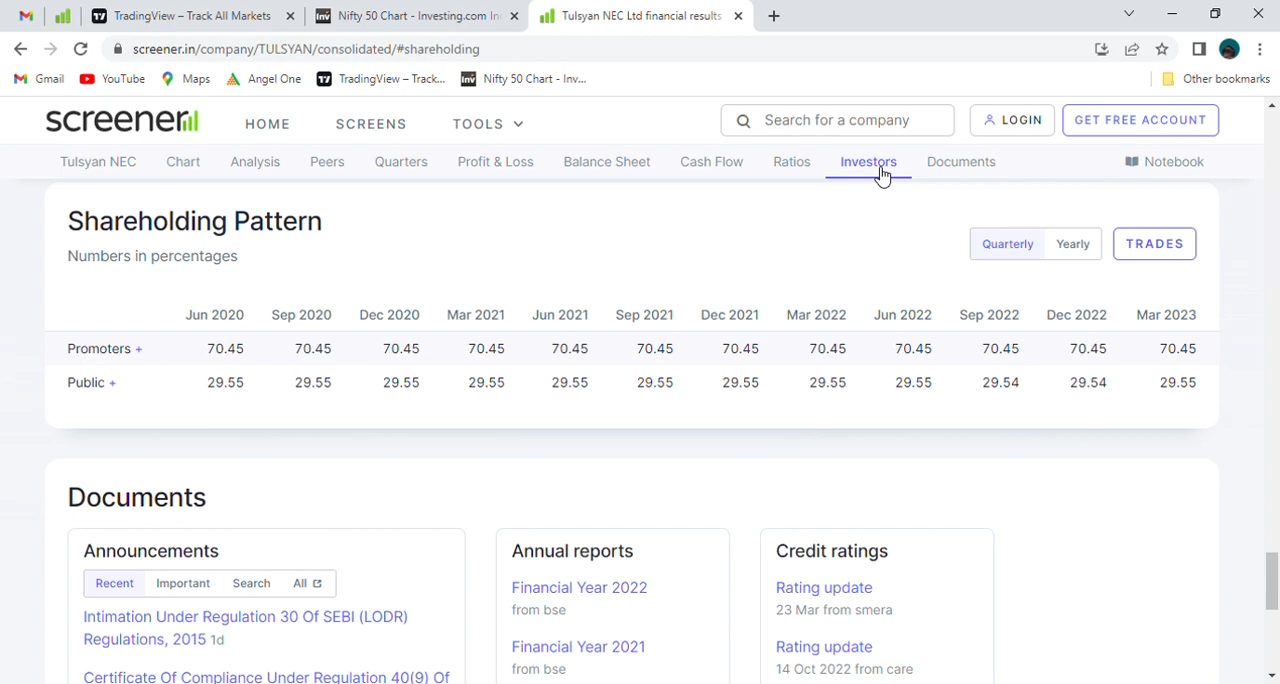 TradingView – Track All Markets
Nifty 50 Chart - Investing.com In
Tulsyan NEC Ltd financial results
screener.in/company/TULSYAN/consolidated/#shareholding
Gmail YouTube Maps Angel One TradingView – Track... Nifty 50 Chart - Inv... Other bookmarks
screener HOME SCREENS TOOLS Search for a company LOGIN GET FREE ACCOUNT
Tulsyan NEC Chart Analysis Peers Quarters Profit & Loss Balance Sheet Cash Flow Ratios Investors Documents Notebook
Shareholding Pattern
Numbers in percentages
Quarterly Yearly TRADES
Jun 2020 Sep 2020 Dec 2020 Mar 2021 Jun 2021 Sep 2021 Dec 2021 Mar 2022 Jun 2022 Sep 2022 Dec 2022 Mar 2023
Promoters + 70.45 70.45 70.45 70.45 70.45 70.45 70.45 70.45 70.45 70.45 70.45 70.45
Public + 29.55 29.55 29.55 29.55 29.55 29.55 29.55 29.55 29.55 29.54 29.54 29.55
Documents
Announcements
Recent Important Search All
Intimation Under Regulation 30 Of SEBI (LODR)
Regulations, 2015 1d
Certificate Of Compliance Under Regulation 40(9) Of
Annual reports
Financial Year 2022
from bse
Financial Year 2021
from bse
Credit ratings
Rating update
23 Mar from smera
Rating update
14 Oct 2022 from care